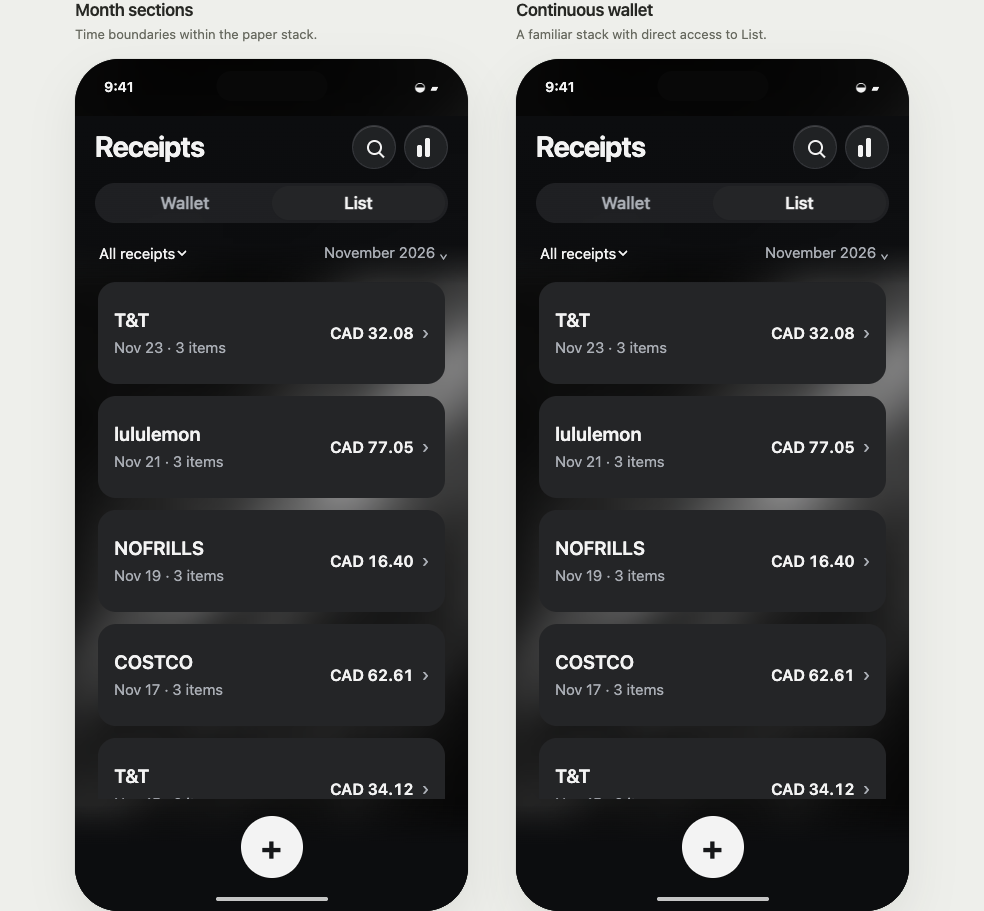 Month sections
Time boundaries within the paper stack.
9:41
Receipts
Wallet
List
All receipts
November 2026
T&T
Nov 23 · 3 items
CAD 32.08
lululemon
Nov 21 · 3 items
CAD 77.05
NOFRILLS
Nov 19 · 3 items
CAD 16.40
COSTCO
Nov 17 · 3 items
CAD 62.61
T&T
CAD 34.12
+
Continuous wallet
A familiar stack with direct access to List.
9:41
Receipts
Wallet
List
All receipts
November 2026
T&T
Nov 23 · 3 items
CAD 32.08
lululemon
Nov 21 · 3 items
CAD 77.05
NOFRILLS
Nov 19 · 3 items
CAD 16.40
COSTCO
Nov 17 · 3 items
CAD 62.61
T&T
CAD 34.12
+